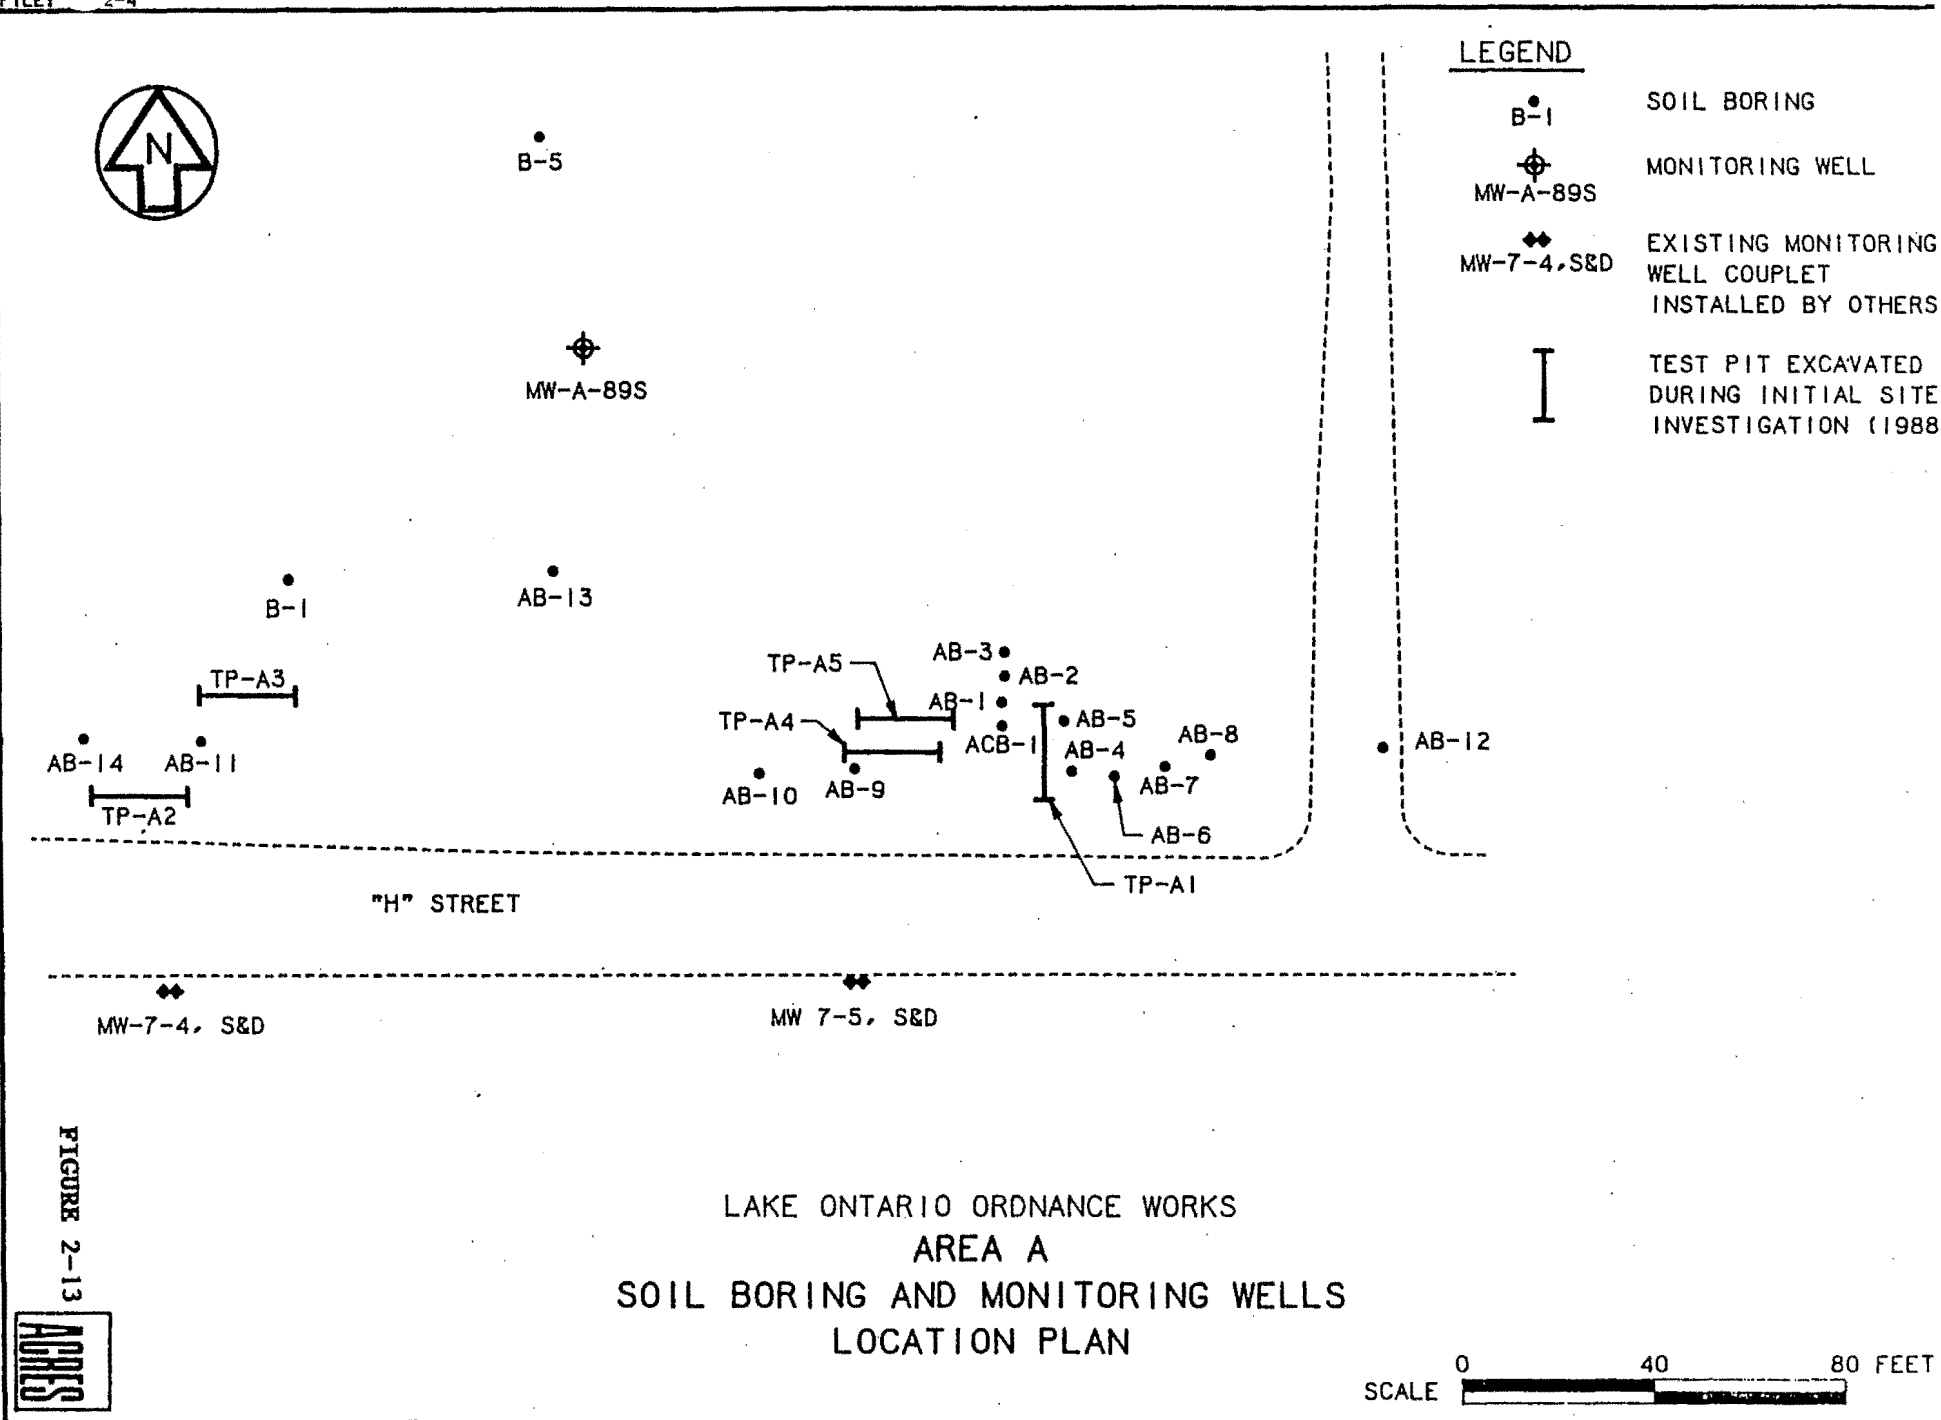 LEGEND
B-1
SOIL BORING
MW-A-89S
MONITORING WELL
MW-7-4,S&D
EXISTING MONITORING
WELL COUPLET
INSTALLED BY OTHERS
TEST PIT EXCAVATED
DURING INITIAL SITE
INVESTIGATION (1988
N
B-5
MW-A-89S
B-1
AB-13
TP-A3
TP-A5
AB-3
AB-2
AB-1
TP-A4
ACB-1
AB-5
AB-4
AB-8
AB-12
AB-14
AB-11
AB-10
AB-9
AB-7
TP-A2
AB-6
TP-A1
"H" STREET
MW-7-4, S&D
MW 7-5, S&D
FIGURE 2-13
ACRES
LAKE ONTARIO ORDNANCE WORKS
AREA A
SOIL BORING AND MONITORING WELLS
LOCATION PLAN
0 40 80 FEET
SCALE